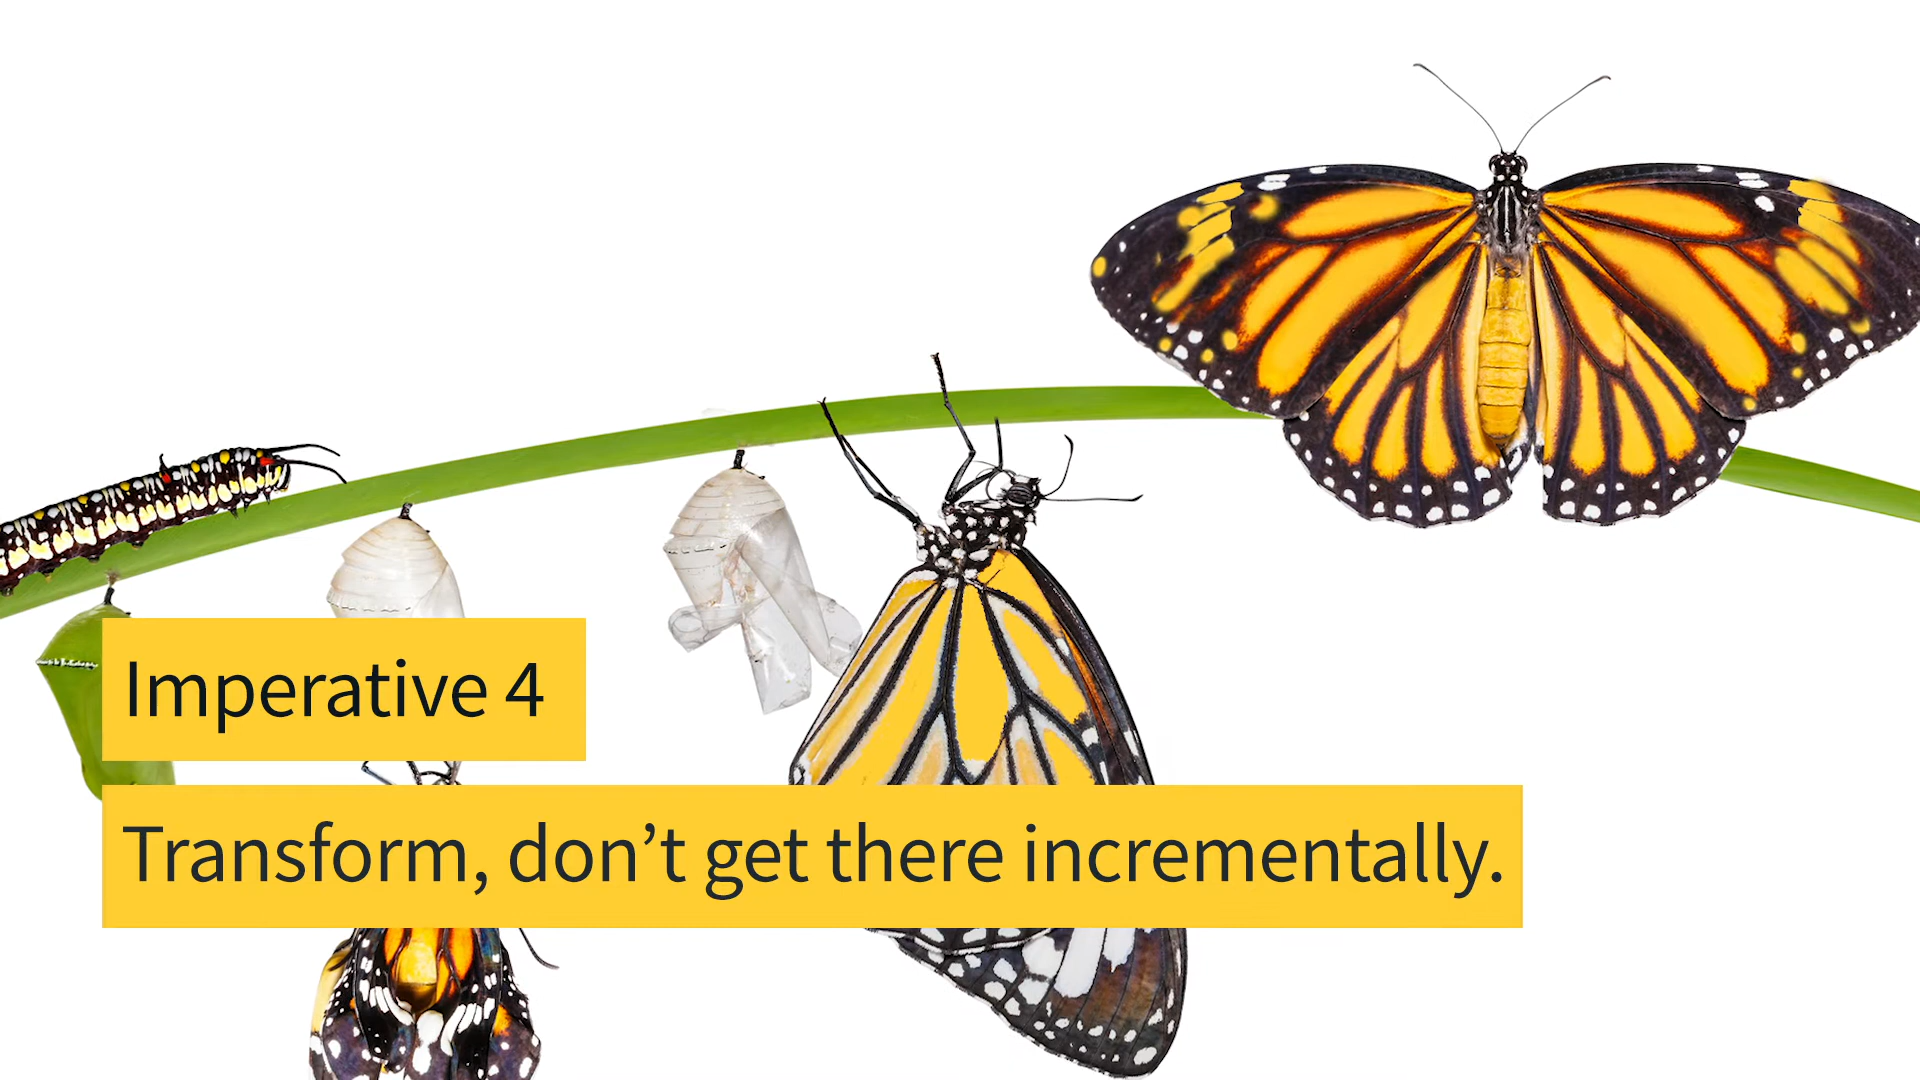 Imperative 4
Transform, don’t get there incrementally.